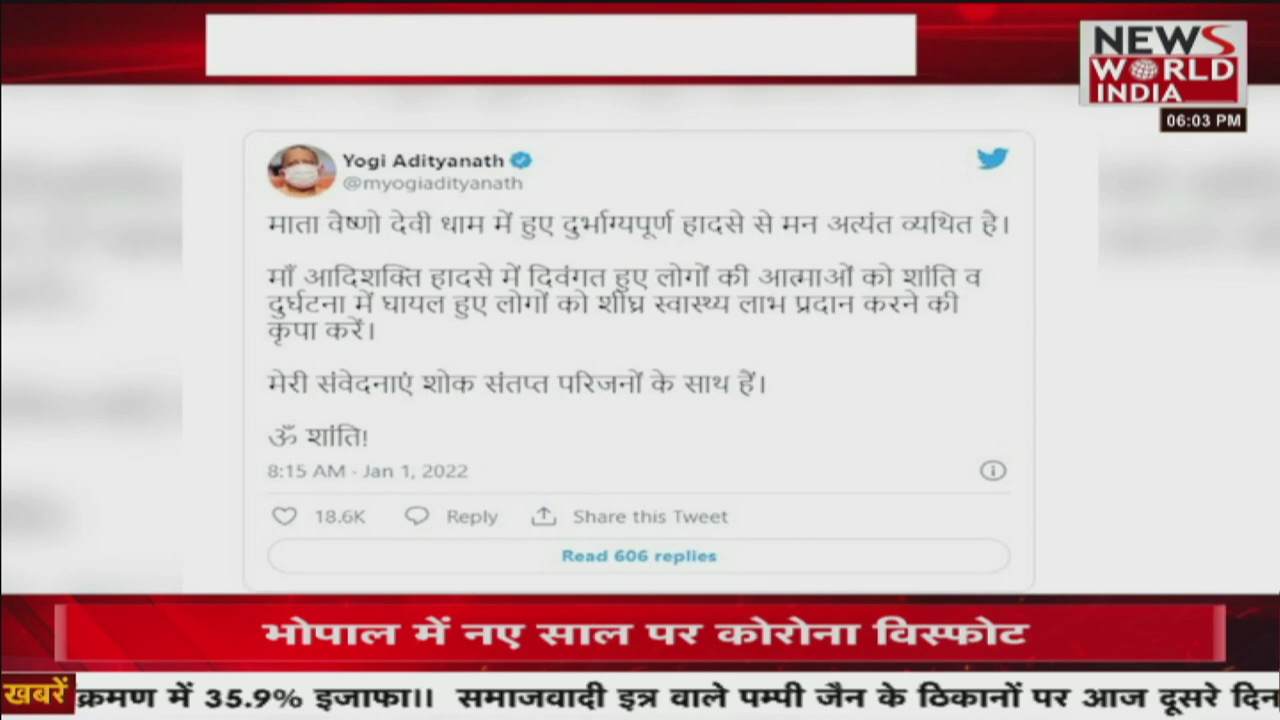 NEWS
WORLD
INDIA
06:03 PM
Yogi Adityanath
@myogiadityanath
माता वैष्णो देवी धाम में हुए दुर्भाग्यपूर्ण हादसे से मन अत्यंत व्यथित है।
माँ आदिशक्ति हादसे में दिवंगत हुए लोगों की आत्माओं को शांति व
दुर्घटना में घायल हुए लोगों को शीघ्र स्वास्थ्य लाभ प्रदान करने की
कृपा करें।
मेरी संवेदनाएं शोक संतप्त परिजनों के साथ हैं।
ॐ शांति!
8:15 AM · Jan 1, 2022
18.6K Reply Share this Tweet
Read 606 replies
भोपाल में नए साल पर कोरोना विस्फोट
खबरें क्रमण में 35.9% इजाफा।। समाजवादी इत्र वाले पम्पी जैन के ठिकानों पर आज दूसरे दिन